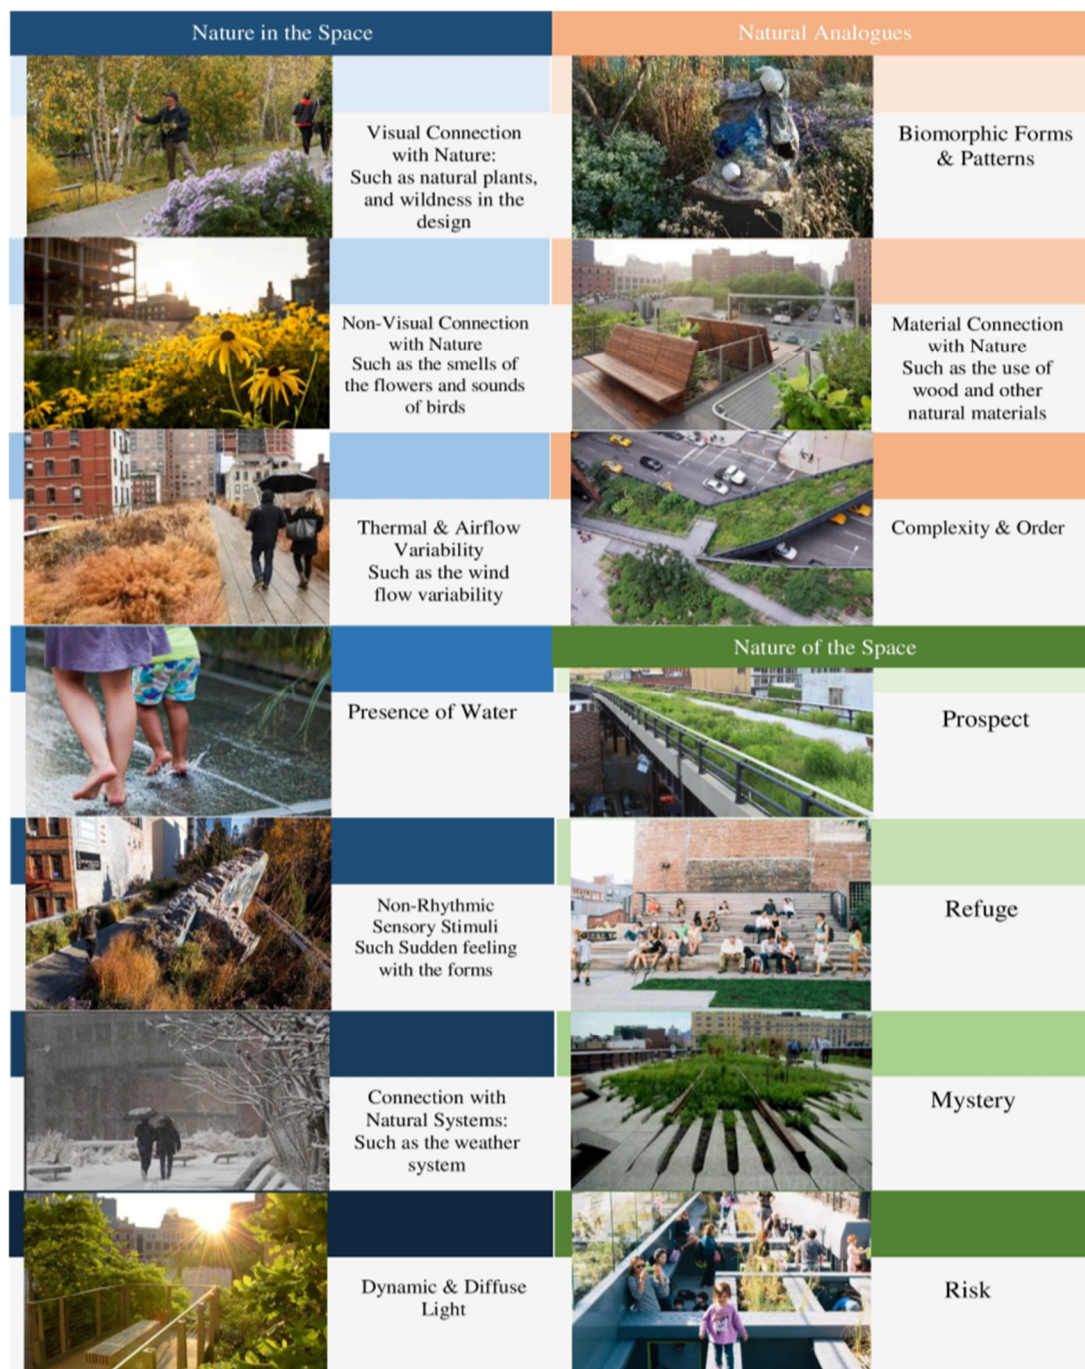 Nature in the Space
Visual Connection
with Nature:
Such as natural plants,
and wildness in the
design
Non-Visual Connection
with Nature
Such as the smells of
the flowers and sounds
of birds
Thermal & Airflow
Variability
Such as the wind
flow variability
Presence of Water
Non-Rhythmic
Sensory Stimuli
Such Sudden feeling
with the forms
Connection with
Natural Systems:
Such as the weather
system
Dynamic & Diffuse
Light
Natural Analogues
Biomorphic Forms
& Patterns
Material Connection
with Nature
Such as the use of
wood and other
natural materials
Complexity & Order
Nature of the Space
Prospect
Refuge
Mystery
Risk